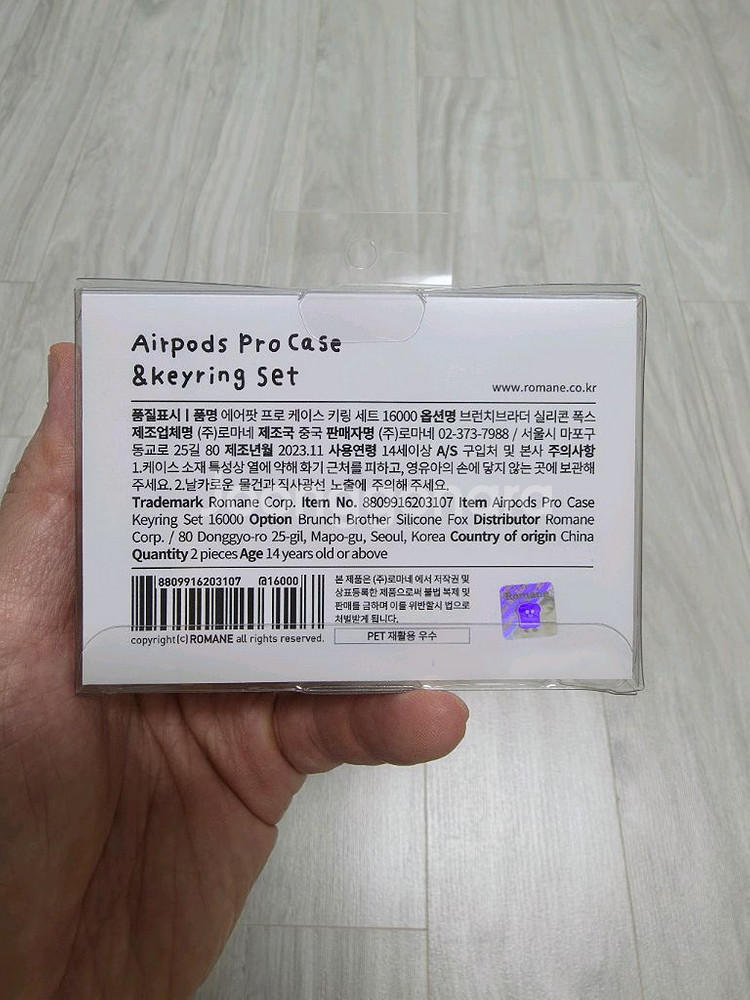 Airpods Pro Case
&keyring Set
www.romane.co.kr
품질표시 | 품명 에어팟 프로 케이스 키링 세트 16000 옵션명 브런치브라더 실리콘 폭스
제조업체명 (주)로마네 제조국 중국 판매자명 (주)로마네 02-373-7988 / 서울시 마포구
동교로 25길 80 제조년월 2023.11 사용연령 14세이상 A/S 구입처 및 본사 주의사항
1.케이스 소재 특성상 열에 약해 화기 근처를 피하고, 영유아의 손에 닿지 않는 곳에 보관해
주세요. 2.날카로운 물건과 직사광선 노출에 주의해 주세요.
Trademark Romane Corp. Item No. 8809916203107 Item Airpods Pro Case
Keyring Set 16000 Option Brunch Brother Silicone Fox Distributor Romane
Corp. / 80 Donggyo-ro 25-gil, Mapo-gu, Seoul, Korea Country of origin China
Quantity 2 pieces Age 14 years old or above
8809916203107 @16000
copyright(c) ROMANE all rights reserved.
본 제품은 (주)로마네 에서 저작권 및
상표등록한 제품으로써 불법 복제 및
판매를 금하며 이를 위반할시 법으로
처벌받게 됩니다.
PET 재활용 우수
Romane